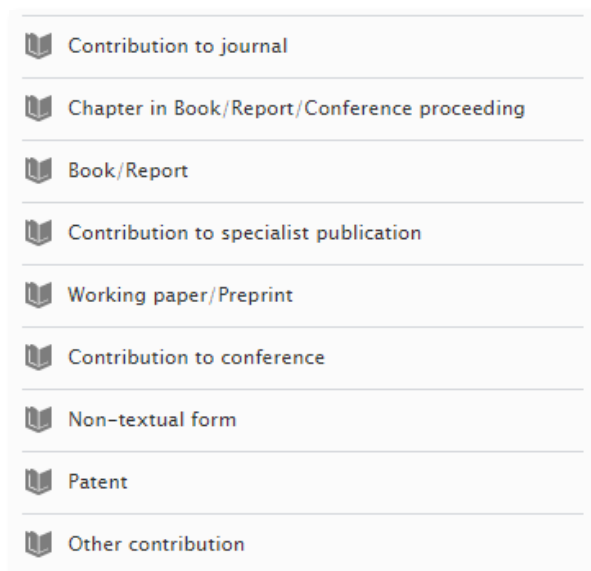 Contribution to journal
Chapter in Book/Report/Conference proceeding
Book/Report
Contribution to specialist publication
Working paper/Preprint
Contribution to conference
Non-textual form
Patent
Other contribution